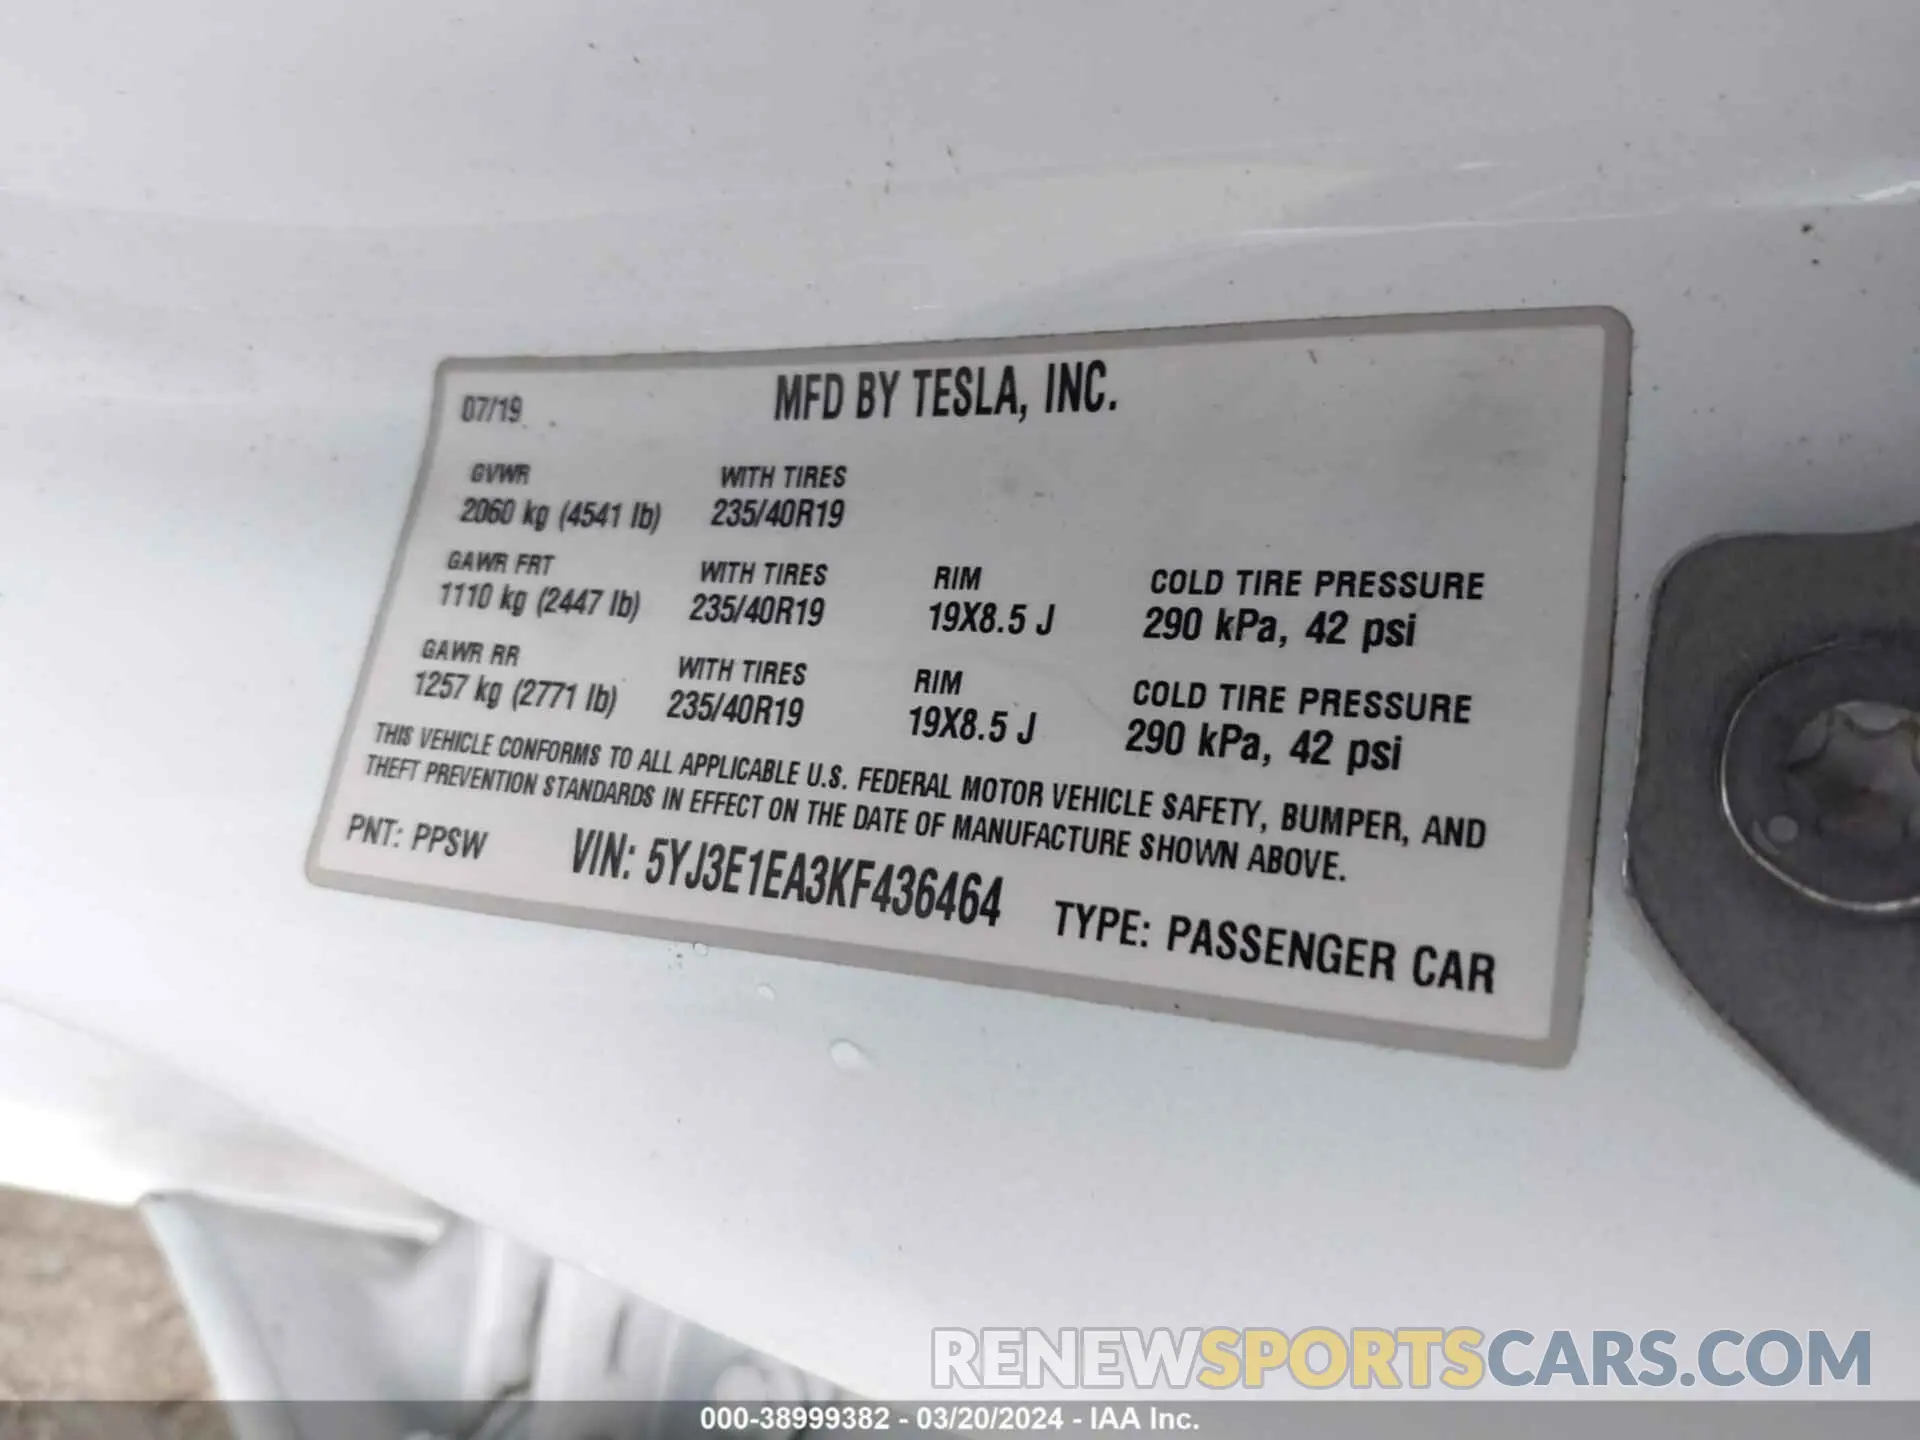 07/19 MFD BY TESLA, INC.
GVWR WITH TIRES
2060 kg (4541 lb) 235/40R19
GAWR FRT WITH TIRES RIM COLD TIRE PRESSURE
1110 kg (2447 lb) 235/40R19 19X8.5 J 290 kPa, 42 psi
GAWR RR WITH TIRES RIM COLD TIRE PRESSURE
1257 kg (2771 lb) 235/40R19 19X8.5 J 290 kPa, 42 psi
THIS VEHICLE CONFORMS TO ALL APPLICABLE U.S. FEDERAL MOTOR VEHICLE SAFETY, BUMPER, AND
THEFT PREVENTION STANDARDS IN EFFECT ON THE DATE OF MANUFACTURE SHOWN ABOVE.
PNT: PPSW VIN: 5YJ3E1EA3KF436464 TYPE: PASSENGER CAR
RENEWSPORTSCARS.COM
000-38999382 - 03/20/2024 - IAA Inc.